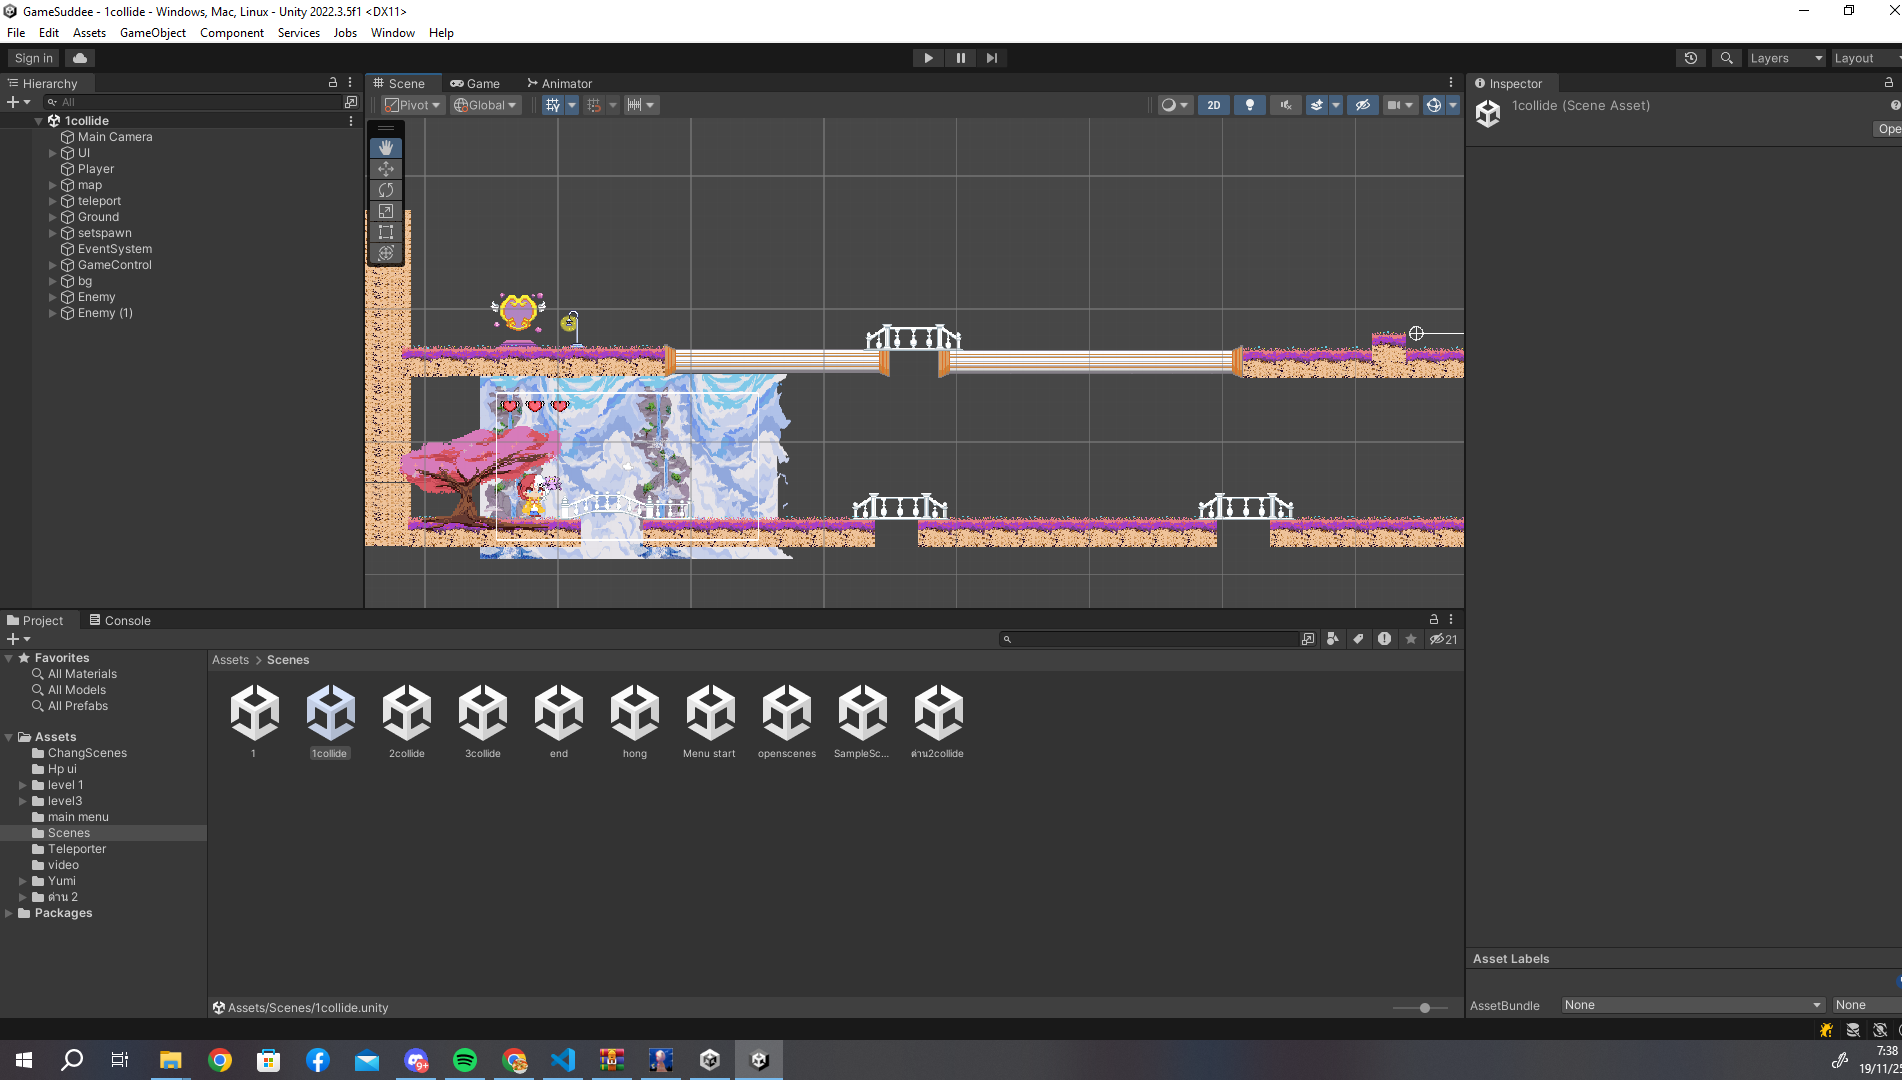 GameSuddee - 1collide - Windows, Mac, Linux - Unity 2022.3.5f1 <DX11>
File Edit Assets GameObject Component Services Jobs Window Help
Sign in
Layers
Layout
Hierarchy
All
1collide
Main Camera
UI
Player
map
teleport
Ground
setspawn
EventSystem
GameControl
bg
Enemy
Enemy (1)
Scene
Game
Animator
Pivot
Global
2D
Inspector
1collide (Scene Asset)
Ope
Project
Console
21
Favorites
All Materials
All Models
All Prefabs
Assets
ChangScenes
Hp ui
level 1
level3
main menu
Scenes
Teleporter
video
Yumi
ด่าน 2
Packages
Assets > Scenes
1
1collide
2collide
3collide
end
hong
Menu start
openscenes
SampleSc...
ด่าน2collide
Assets/Scenes/1collide.unity
Asset Labels
AssetBundle
None
None
9+
7:38
19/11/2